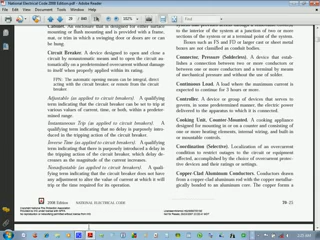 National Electrical Code 2008 Edition.pdf - Adobe Reader
File Edit View Document Tools Window Help
Cabinet. An enclosure that is designed for either surface
mounting or flush mounting and is provided with a frame,
mat, or trim in which a swinging door or doors are or can
be hung.
Circuit Breaker. A device designed to open and close a
circuit by nonautomatic means and to open the circuit au-
tomatically on a predetermined overcurrent without damage
to itself when properly applied within its rating.
FPN: The automatic opening means can be integral, direct
acting with the circuit breaker, or remote from the circuit
breaker.
Adjustable (as applied to circuit breakers). A qualifying
term indicating that the circuit breaker can be set to trip at
various values of current, time, or both, within a predeter-
mined range.
Instantaneous Trip (as applied to circuit breakers). A
qualifying term indicating that no delay is purposely intro-
duced in the tripping action of the circuit breaker.
Inverse Time (as applied to circuit breakers). A qualifying
term indicating that there is purposely introduced a delay in
the tripping action of the circuit breaker, which delay de-
creases as the magnitude of the current increases.
Nonadjustable (as applied to circuit breakers). A quali-
fying term indicating that the circuit breaker does not have
any adjustment to alter the value of current at which it will
trip or the time required for its operation.
2008 Edition NATIONAL ELECTRICAL CODE
to the interior of the system at a junction of two or more
sections of the system or at a terminal point of the system.
Boxes such as FS and FD or larger cast or sheet metal
boxes are not classified as conduit bodies.
Connector, Pressure (Solderless). A device that estab-
lishes a connection between two or more conductors or
between one or more conductors and a terminal by means
of mechanical pressure and without the use of solder.
Continuous Load. A load where the maximum current is
expected to continue for 3 hours or more.
Controller. A device or group of devices that serves to
govern, in some predetermined manner, the electric power
delivered to the apparatus to which it is connected.
Cooking Unit, Counter-Mounted. A cooking appliance
designed for mounting in or on a counter and consisting of
one or more heating elements, internal wiring, and built-in
or mountable controls.
Coordination (Selective). Localization of an overcurrent
condition to restrict outages to the circuit or equipment
affected, accomplished by the choice of overcurrent protec-
tive devices and their ratings or settings.
Copper-Clad Aluminum Conductors. Conductors drawn
from a copper-clad aluminum rod with the copper metallur-
gically bonded to an aluminum core. The copper forms a
70–25